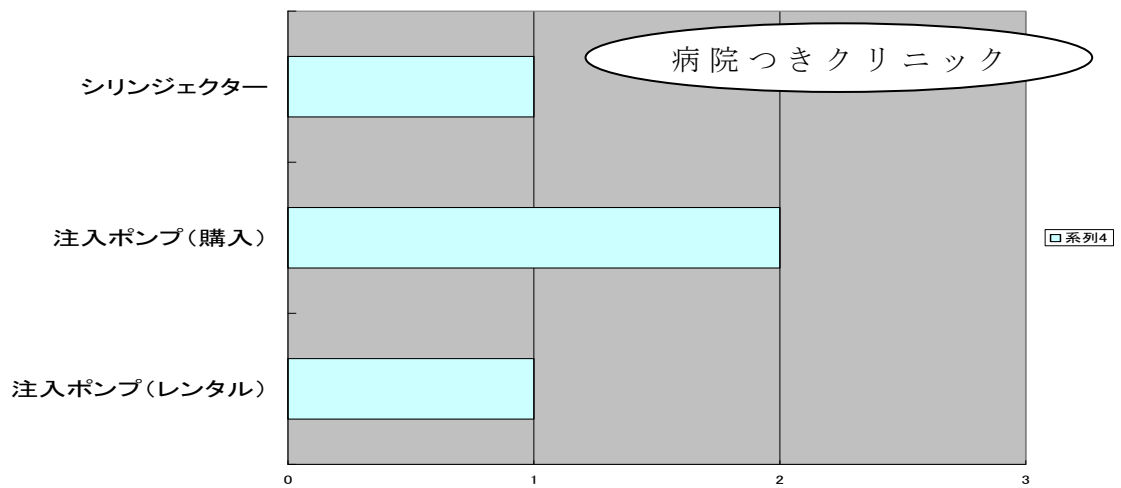 病院つきクリニック
シリンジェクター
注入ポンプ（購入）
注入ポンプ（レンタル）
系列4
0 1 2 3